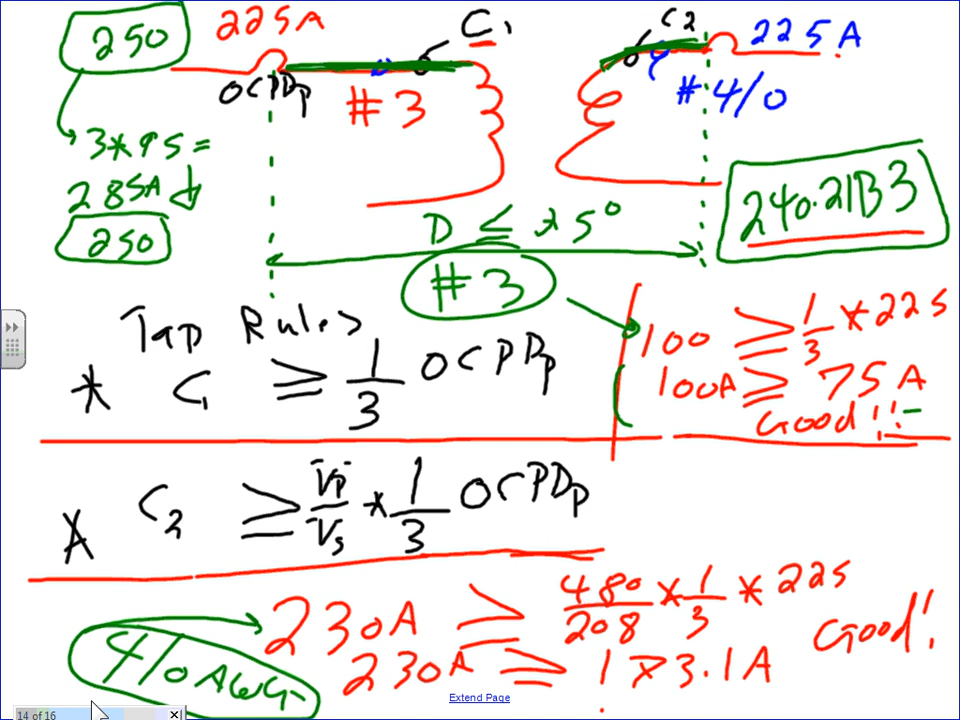 250
225A
C1
C2
225A
OCPDP
#3
#4/0
3*95=
285A ↓
250
D ≤ *5°
240.21B3
#3
Tap Rules
* C1 ≥ 1/3 OCPDP
100 ≥ 1/3 * 225
100A ≥ 75A
Good!!
* C2 ≥ VP/VS * 1/3 OCPDP
230A ≥ 480/208 * 1/3 * 225
230A ≥ 173.1A
Good!
4/0 AWG
Extend Page
14 of 16